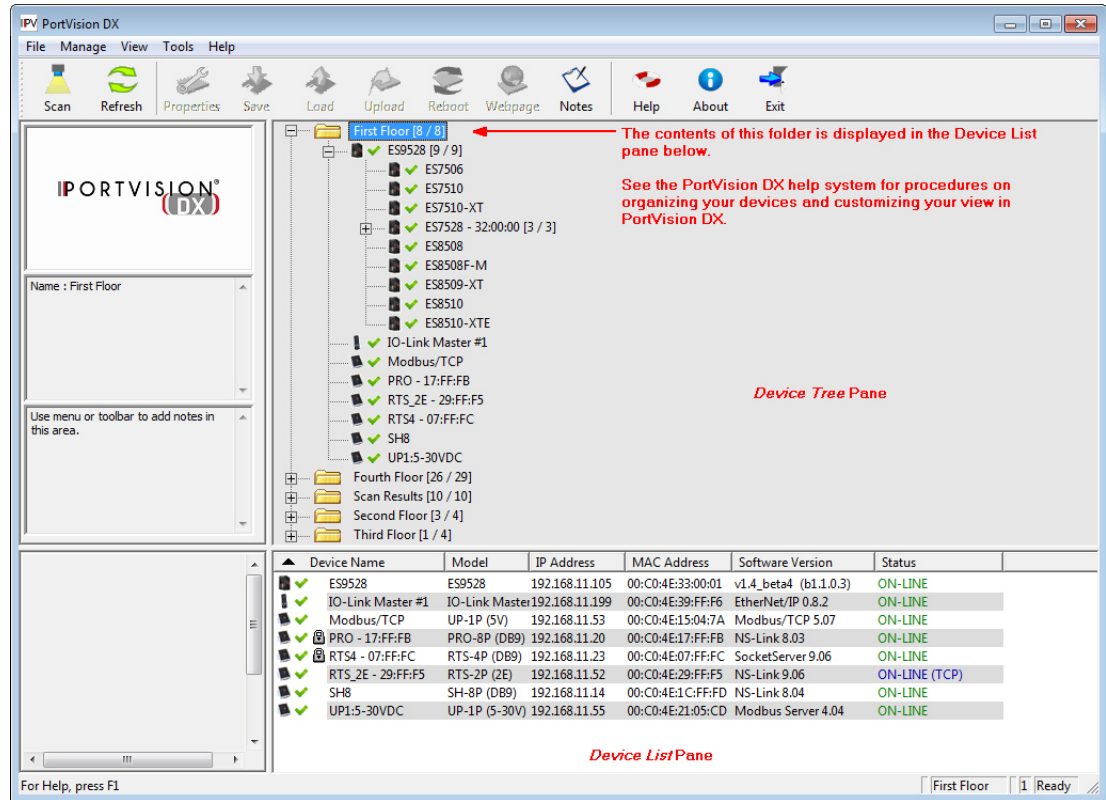 IPV PortVision DX
File Manage View Tools Help
Scan Refresh Properties Save Load Upload Reboot Webpage Notes Help About Exit
IPORTVISION®
(DX)
Name : First Floor
Use menu or toolbar to add notes in
this area.
First Floor [8 / 8]
ES9528 [9 / 9]
ES7506
ES7510
ES7510-XT
ES7528 - 32:00:00 [3 / 3]
ES8508
ES8508F-M
ES8509-XT
ES8510
ES8510-XTE
IO-Link Master #1
Modbus/TCP
PRO - 17:FF:FB
RTS_2E - 29:FF:F5
RTS4 - 07:FF:FC
SH8
UP1:5-30VDC
Fourth Floor [26 / 29]
Scan Results [10 / 10]
Second Floor [3 / 4]
Third Floor [1 / 4]
The contents of this folder is displayed in the Device List
pane below.
See the PortVision DX help system for procedures on
organizing your devices and customizing your view in
PortVision DX.
Device Tree Pane
Device Name Model IP Address MAC Address Software Version Status
ES9528 ES9528 192.168.11.105 00:C0:4E:33:00:01 v1.4_beta4 (b1.1.0.3) ON-LINE
IO-Link Master #1 IO-Link Master 192.168.11.199 00:C0:4E:39:FF:F6 EtherNet/IP 0.8.2 ON-LINE
Modbus/TCP UP-1P (5V) 192.168.11.53 00:C0:4E:15:04:7A Modbus/TCP 5.07 ON-LINE
PRO - 17:FF:FB PRO-8P (DB9) 192.168.11.20 00:C0:4E:17:FF:FB NS-Link 8.03 ON-LINE
RTS4 - 07:FF:FC RTS-4P (DB9) 192.168.11.23 00:C0:4E:07:FF:FC SocketServer 9.06 ON-LINE
RTS_2E - 29:FF:F5 RTS-2P (2E) 192.168.11.52 00:C0:4E:29:FF:F5 NS-Link 9.06 ON-LINE (TCP)
SH8 SH-8P (DB9) 192.168.11.14 00:C0:4E:1C:FF:FD NS-Link 8.04 ON-LINE
UP1:5-30VDC UP-1P (5-30V) 192.168.11.55 00:C0:4E:21:05:CD Modbus Server 4.04 ON-LINE
Device List Pane
For Help, press F1
First Floor 1 Ready